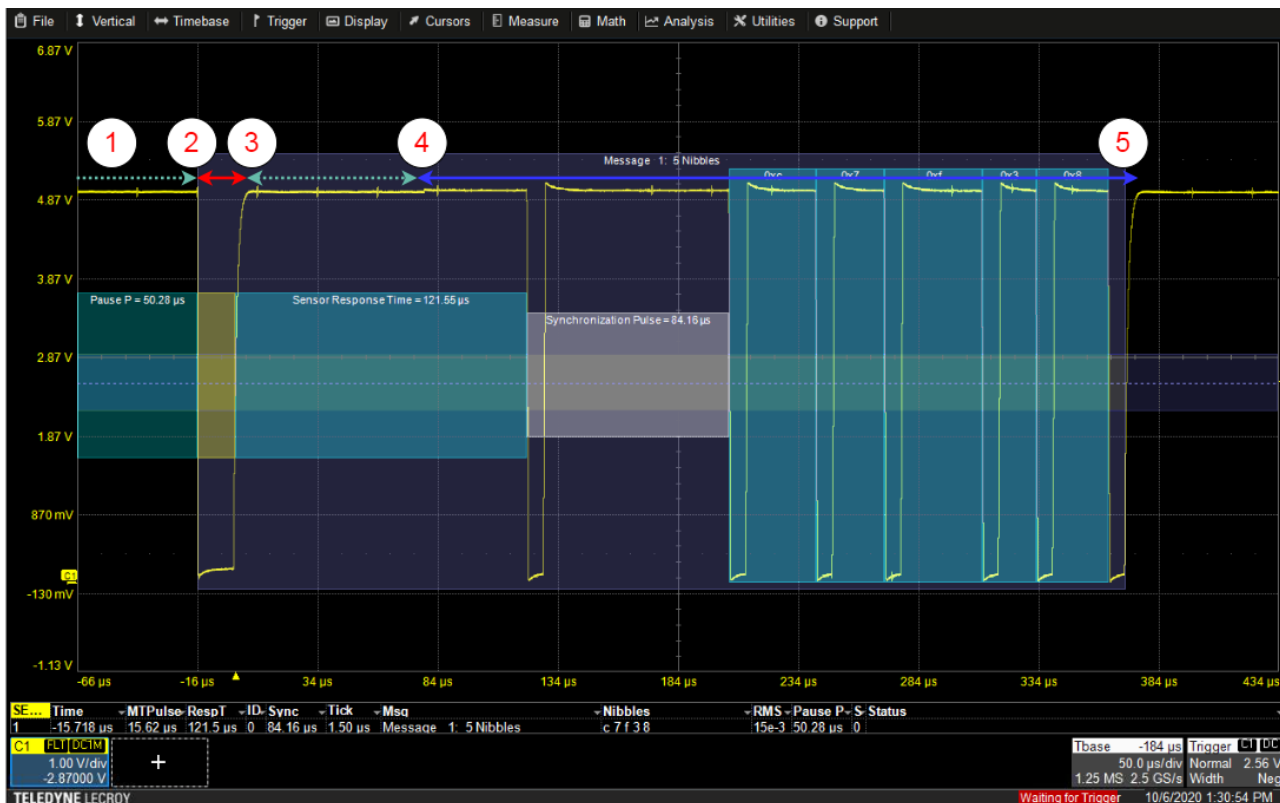 File Vertical Timebase Trigger Display Cursors Measure Math Analysis Utilities Support
6.87 V
5.87 V
1 2 3 4 5
Message 1: 5 Nibbles
0xc 0x7 0xf 0x3 0x8
4.87 V
3.87 V
Pause P = 50.28 µs Sensor Response Time = 121.55 µs
Synchronization Pulse = 84.16 µs
2.87 V
1.87 V
870 mV
C1
-130 mV
-1.13 V
-66 µs -16 µs 34 µs 84 µs 134 µs 184 µs 234 µs 284 µs 334 µs 384 µs 434 µs
SE... Time MTPulse RespT ID Sync Tick Msg Nibbles RMS Pause P S Status
1 -15.718 µs 15.62 µs 121.5 µs 0 84.16 µs 1.50 µs Message 1: 5 Nibbles c 7 f 3 8 15e-3 50.28 µs 0
C1 FLT DC1M
1.00 V/div
-2.87000 V
+
Tbase -184 µs Trigger C1 DC
50.0 µs/div Normal 2.56 V
1.25 MS 2.5 GS/s Width Neg
TELEDYNE LECROY Waiting for Trigger 10/6/2020 1:30:54 PM